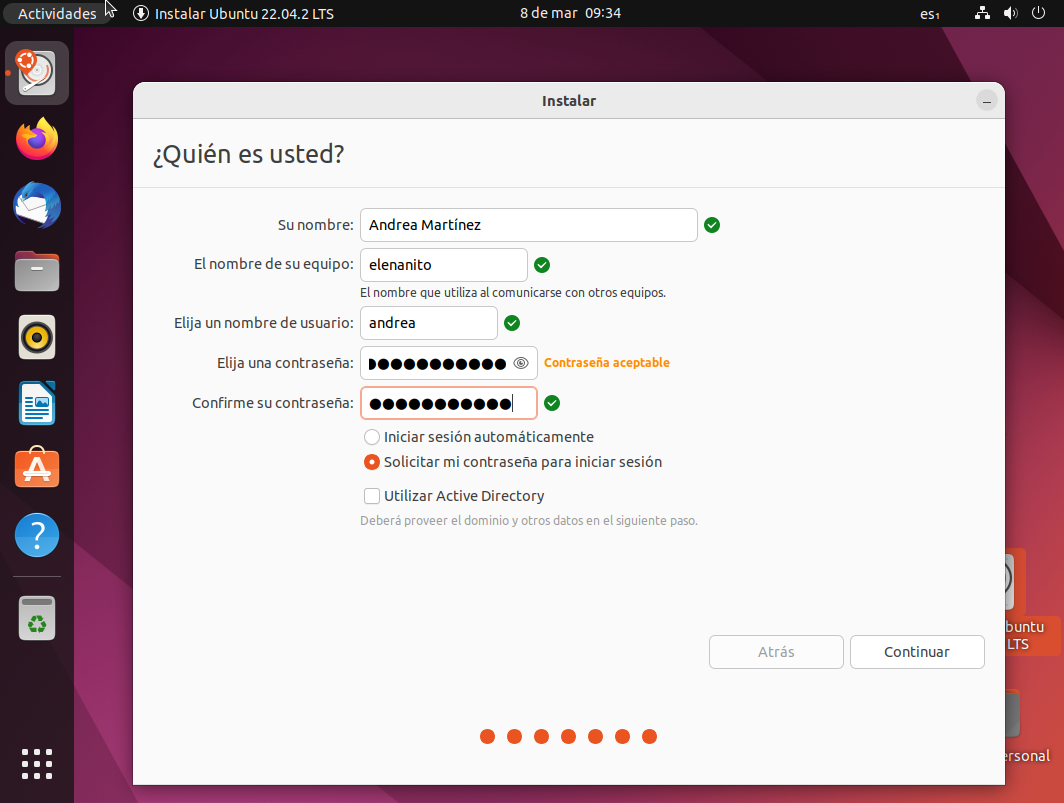 Actividades
Instalar Ubuntu 22.04.2 LTS
8 de mar 09:34
es₁
Instalar
¿Quién es usted?
Su nombre: Andrea Martínez
El nombre de su equipo: elenanito
El nombre que utiliza al comunicarse con otros equipos.
Elija un nombre de usuario: andrea
Elija una contraseña: ●●●●●●●●●●● Contraseña aceptable
Confirme su contraseña: ●●●●●●●●●●●
Iniciar sesión automáticamente
Solicitar mi contraseña para iniciar sesión
Utilizar Active Directory
Deberá proveer el dominio y otros datos en el siguiente paso.
buntu
LTS
Atrás
Continuar
ersonal